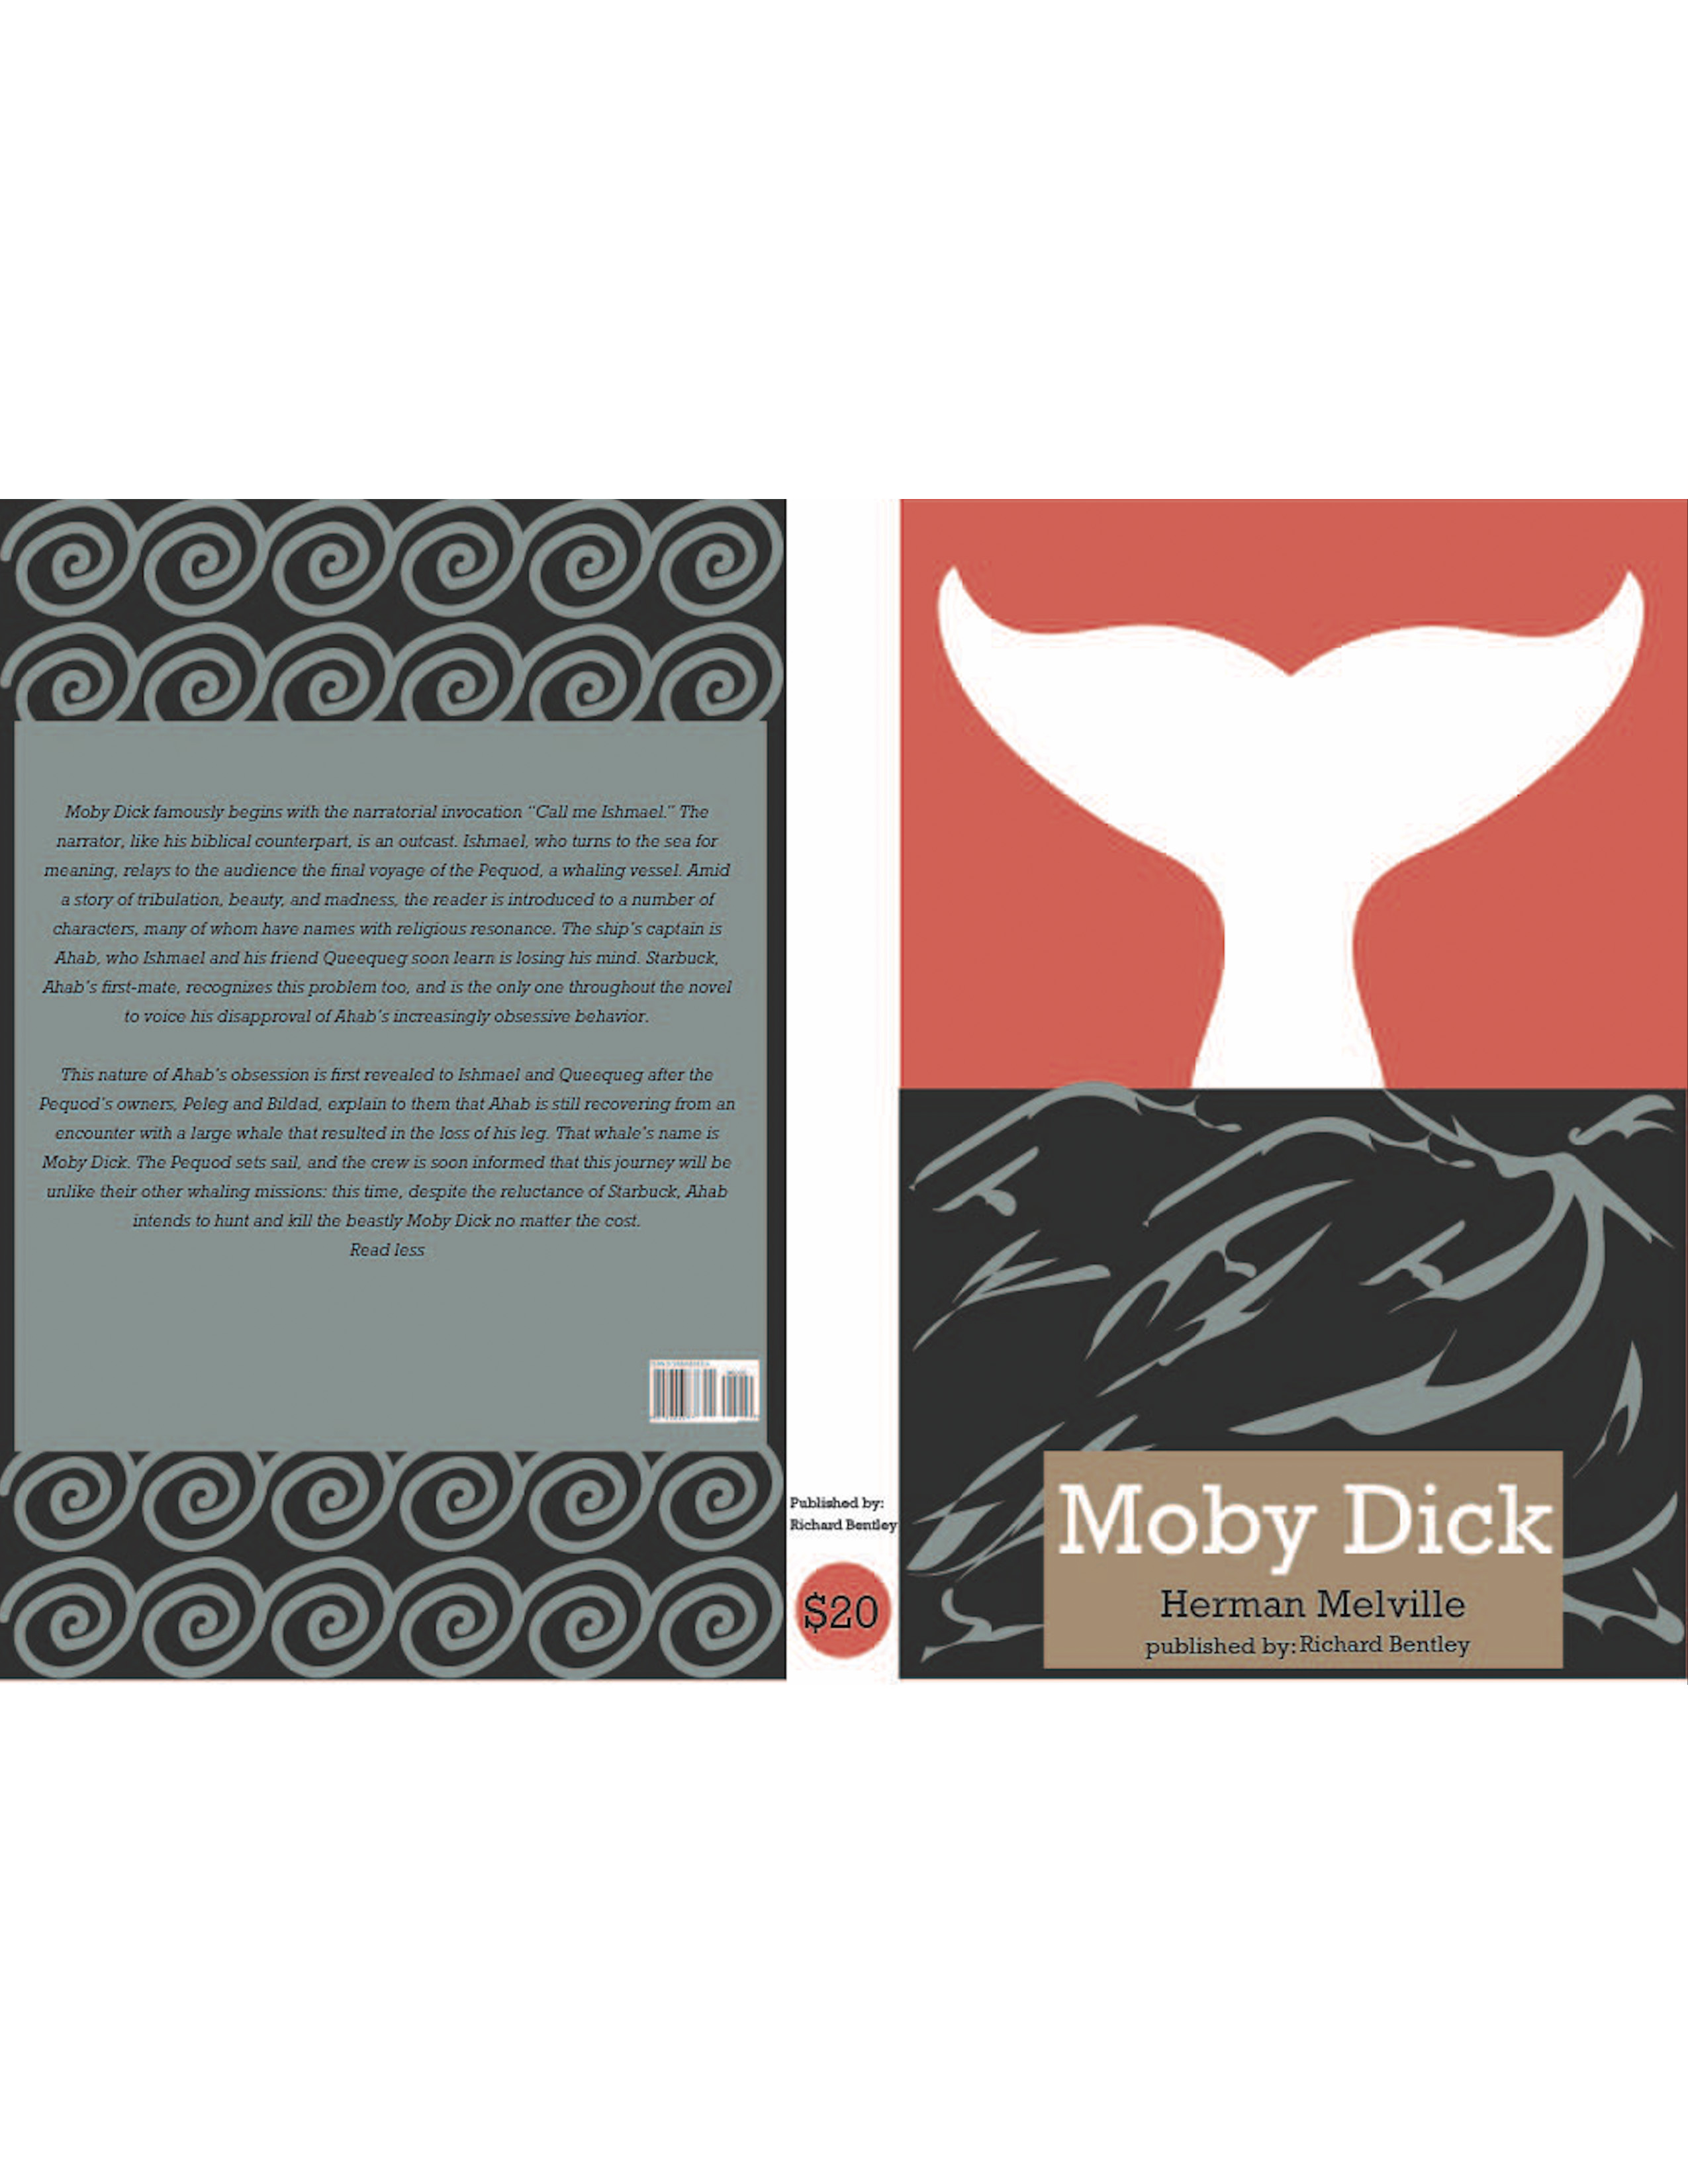 Moby Dick famously begins with the narratorial invocation “Call me Ishmael.” The
narrator, like his biblical counterpart, is an outcast. Ishmael, who turns to the sea for
meaning, relays to the audience the final voyage of the Pequod, a whaling vessel. Amid
a story of tribulation, beauty, and madness, the reader is introduced to a number of
characters, many of whom have names with religious resonance. The ship’s captain is
Ahab, who Ishmael and his friend Queequeg soon learn is losing his mind. Starbuck,
Ahab’s first-mate, recognizes this problem too, and is the only one throughout the novel
to voice his disapproval of Ahab’s increasingly obsessive behavior.
This nature of Ahab’s obsession is first revealed to Ishmael and Queequeg after the
Pequod’s owners, Peleg and Bildad, explain to them that Ahab is still recovering from an
encounter with a large whale that resulted in the loss of his leg. That whale’s name is
Moby Dick. The Pequod sets sail, and the crew is soon informed that this journey will be
unlike their other whaling missions: this time, despite the reluctance of Starbuck, Ahab
intends to hunt and kill the beastly Moby Dick no matter the cost.
Read less
Published by:
Richard Bentley
$20
Moby Dick
Herman Melville
published by: Richard Bentley